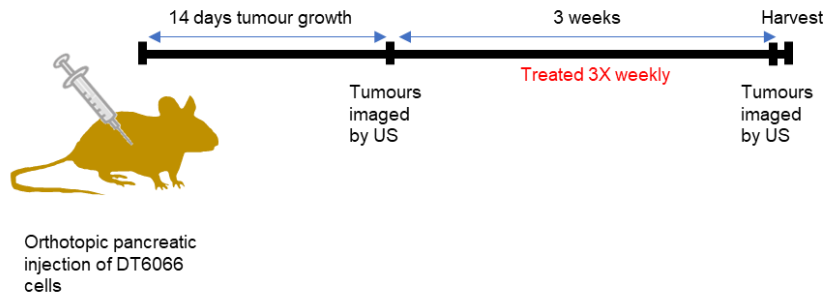 14 days tumour growth
3 weeks
Harvest
Treated 3X weekly
Tumours
imaged
by US
Tumours
imaged
by US
Orthotopic pancreatic
injection of DT6066
cells